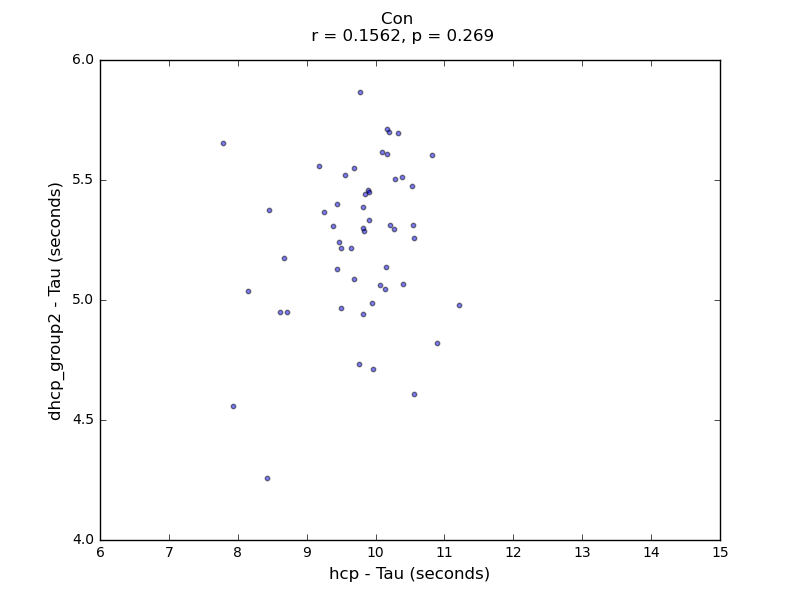 Con
r = 0.1562, p = 0.269
6.0
5.5
5.0
4.5
4.0
dhcp_group2 - Tau (seconds)
6 7 8 9 10 11 12 13 14 15
hcp - Tau (seconds)